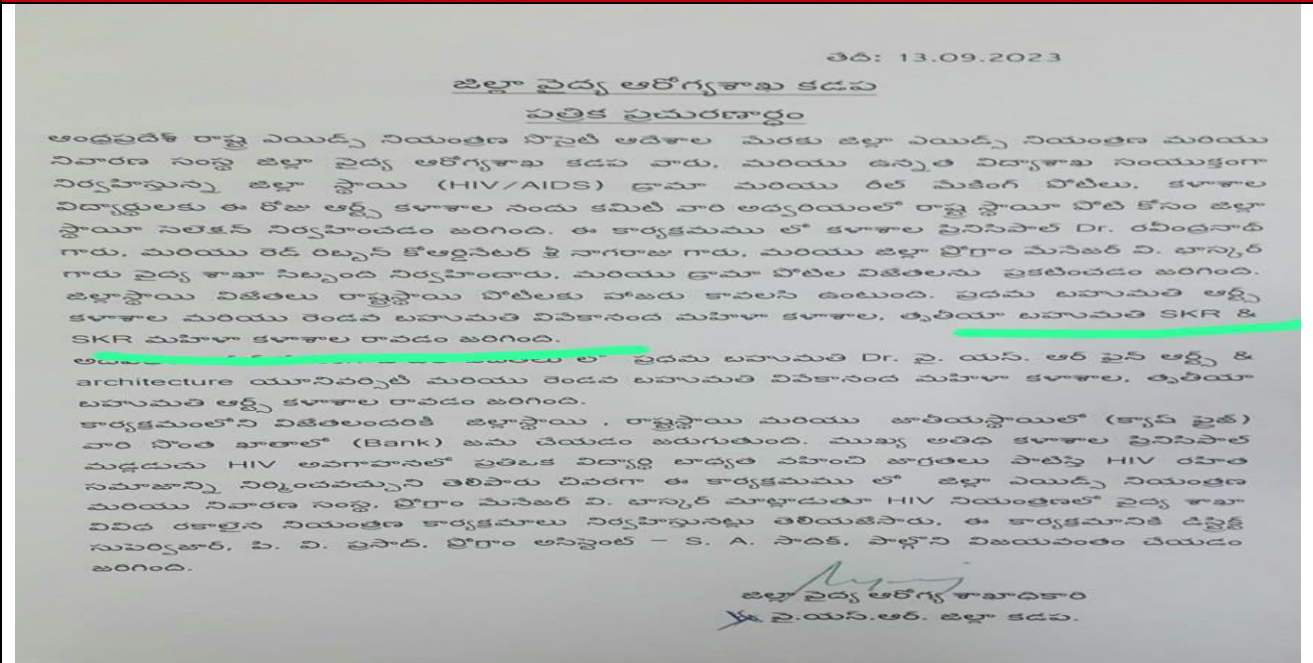 తేది: 13.09.2023
జిల్లా వైద్య ఆరోగ్యశాఖ కడప
పత్రిక ప్రచురణార్థం
ఆంధ్రప్రదేశ్ రాష్ట్ర ఎయిడ్స్ నియంత్రణ సొసైటి ఆదేశాల మేరకు జిల్లా ఎయిడ్స్ నియంత్రణ మరియు
నివారణ సంస్థ జిల్లా వైద్య ఆరోగ్యశాఖ కడప వారు, మరియు ఉన్నత విద్యాశాఖ సంయుక్తంగా
నిర్వహిస్తున్న జిల్లా స్థాయి (HIV/AIDS) డ్రామా మరియు రీల్ మేకింగ్ పోటీలు, కళాశాల
విద్యార్థులకు ఈ రోజు ఆర్ట్స్ కళాశాల నందు కమిటి వారి అధ్వరియంలో రాష్ట్ర స్థాయీ పోటి కోసం జిల్లా
స్థాయీ సెలెక్షన్ నిర్వహించడం జరిగింది. ఈ కార్యక్రమము లో కళాశాల ప్రినిసిపాల్ Dr. రవీంద్రనాద్
గారు, మరియు రెడ్ రిబ్బన్ కోఆర్డినేటర్ శ్రీ నాగరాజు గారు, మరియు జిల్లా ప్రోగ్రాం మేనేజర్ వి. భాస్కర్
గారు వైద్య శాఖా సిబ్బంది నిర్వహించారు, మరియు డ్రామా పోటీల విజేతలను ప్రకటించడం జరిగింది.
జిల్లాస్థాయి విజేతలు రాష్ట్రస్థాయి పోటీలకు హాజరు కావలసి ఉంటుంది. ప్రధమ బహుమతి ఆర్ట్స్
కళాశాల మరియు రెండవ బహుమతి వివేకానంద మహిళా కళాశాల, తృతీయా బహుమతి SKR &
SKR మహిళా కళాశాల రావడం జరిగింది.
లో ప్రధమ బహుమతి Dr. వై. యస్. ఆర్ ఫైన్ ఆర్ట్స్ &
architecture యూనివర్సిటి మరియు రెండవ బహుమతి వివేకానంద మహిళా కళాశాల, తృతీయా
బహుమతి ఆర్ట్స్ కళాశాల రావడం జరిగింది.
కార్యక్రమంలోని విజేతలందరికీ జిల్లాస్థాయి , రాష్ట్రస్థాయి మరియు జాతీయస్థాయిలో (క్యాష్ ప్రైజ్)
వారి సొంత ఖాతాలో (Bank) జమ చేయడం జరుగుతుంది. ముఖ్య అతిధి కళాశాల ప్రినిసిపాల్
HIV అవగాహనలో ప్రతిఒక విద్యార్థి బాధ్యత వహించి జాగ్రతలు పాటిస్తే HIV రహిత
సమాజాన్ని నిర్మించవచ్చుని తెలిపారు చివరగా ఈ కార్యక్రమము లో జిల్లా ఎయిడ్స్ నియంత్రణ
మరియు నివారణ సంస్థ, ప్రోగ్రాం మేనేజర్ వి. భాస్కర్ మాట్లాడుతూ HIV నియంత్రణలో వైద్య శాఖా
వివిధ రకాలైన నియంత్రణ కార్యక్రమాలు నిర్వహిస్తునట్లు తెలియజేసారు, ఈ కార్యక్రమానికి డిస్ట్రిక్ట్
సుపెర్వైజార్, పి. వి. ప్రసాద్, ప్రోగ్రాం అసిస్టెంట్ – S. A. సాదిక్, పాల్గొని విజయవంతం చేయడం
జరిగింది.
జిల్లా వైద్య ఆరోగ్య శాఖాదికారి
వై.యస్.ఆర్. జిల్లా కడప.